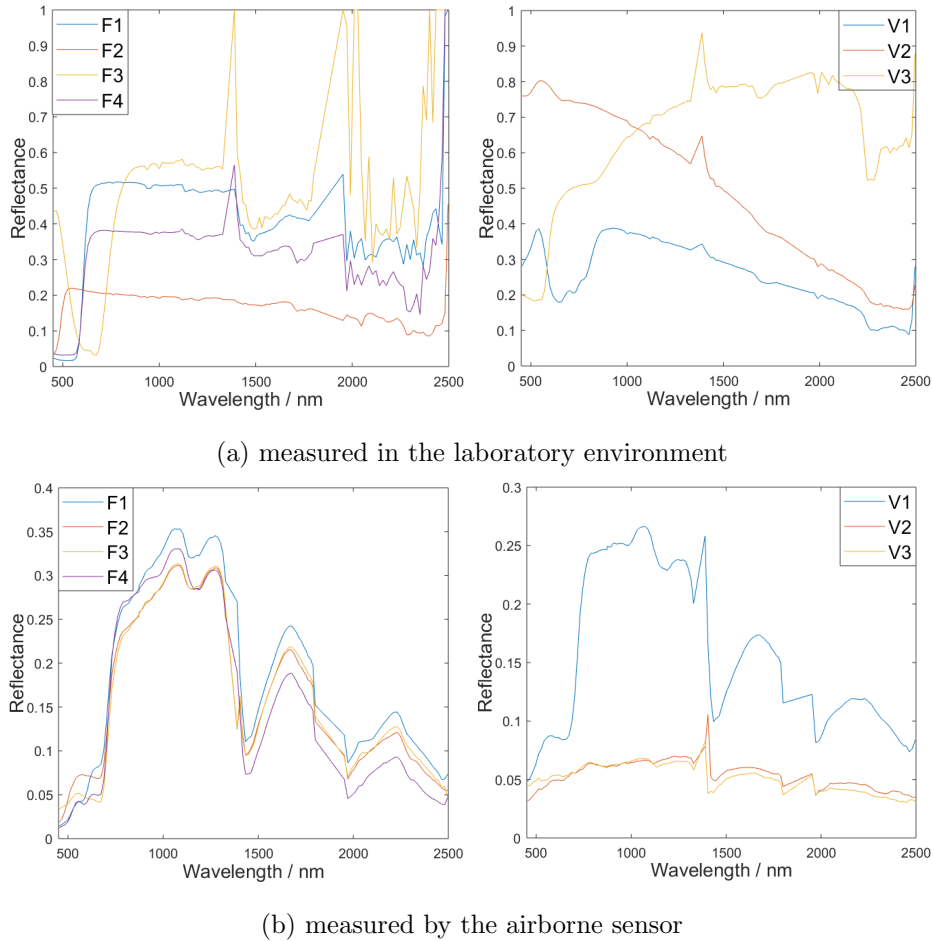 1
0.9
0.8
0.7
0.6
0.5
0.4
0.3
0.2
0.1
0
Reflectance
500 1000 1500 2000 2500
Wavelength / nm
F1
F2
F3
F4
1
0.9
0.8
0.7
0.6
0.5
0.4
0.3
0.2
0.1
0
Reflectance
500 1000 1500 2000 2500
Wavelength / nm
V1
V2
V3
(a) measured in the laboratory environment
0.4
0.35
0.3
0.25
0.2
0.15
0.1
0.05
0
Reflectance
500 1000 1500 2000 2500
Wavelength / nm
F1
F2
F3
F4
0.3
0.25
0.2
0.15
0.1
0.05
0
Reflectance
500 1000 1500 2000 2500
Wavelength / nm
V1
V2
V3
(b) measured by the airborne sensor